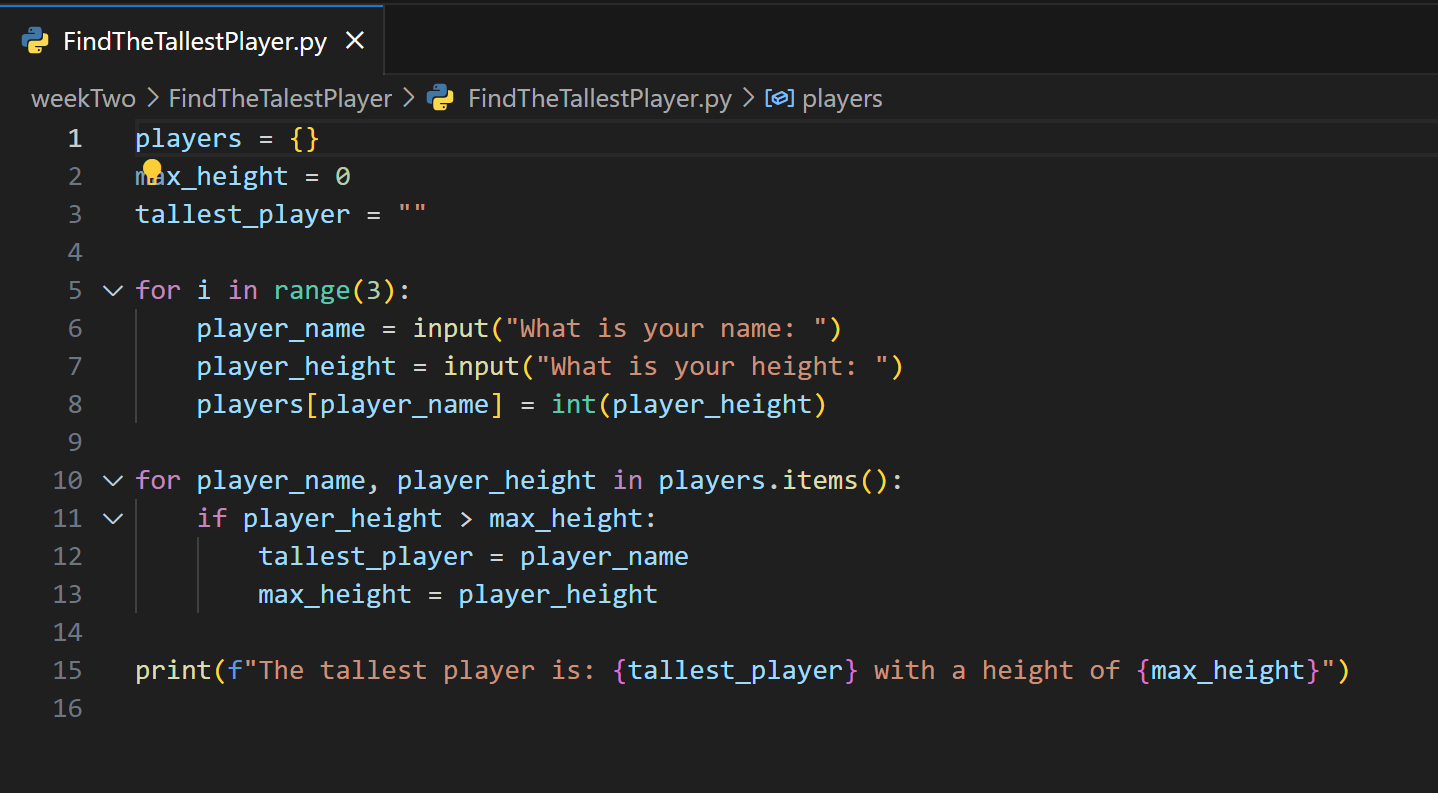 FindTheTallestPlayer.py
weekTwo > FindTheTalestPlayer > FindTheTallestPlayer.py > players
1 players = {}
2 max_height = 0
3 tallest_player = ""
4
5 for i in range(3):
6     player_name = input("What is your name: ")
7     player_height = input("What is your height: ")
8     players[player_name] = int(player_height)
9
10 for player_name, player_height in players.items():
11     if player_height > max_height:
12         tallest_player = player_name
13         max_height = player_height
14
15 print(f"The tallest player is: {tallest_player} with a height of {max_height}")
16